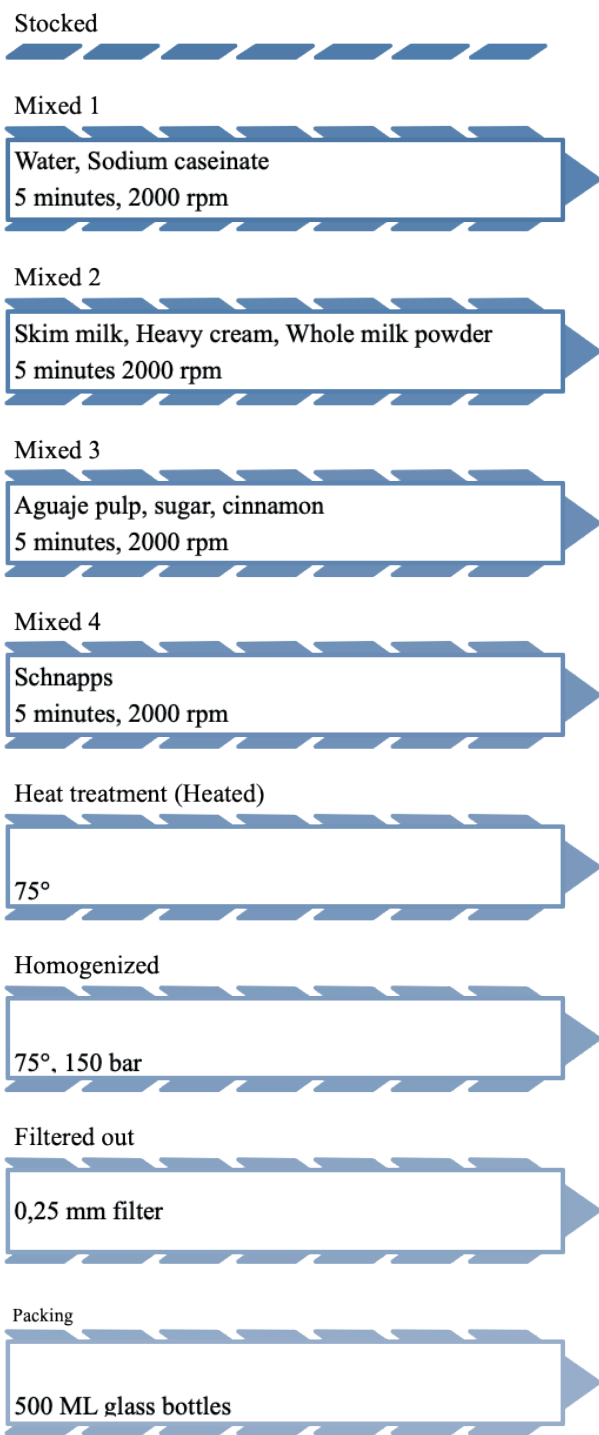 Stocked
Mixed 1
Water, Sodium caseinate
5 minutes, 2000 rpm
Mixed 2
Skim milk, Heavy cream, Whole milk powder
5 minutes 2000 rpm
Mixed 3
Aguaje pulp, sugar, cinnamon
5 minutes, 2000 rpm
Mixed 4
Schnapps
5 minutes, 2000 rpm
Heat treatment (Heated)
75°
Homogenized
75°, 150 bar
Filtered out
0,25 mm filter
Packing
500 ML glass bottles